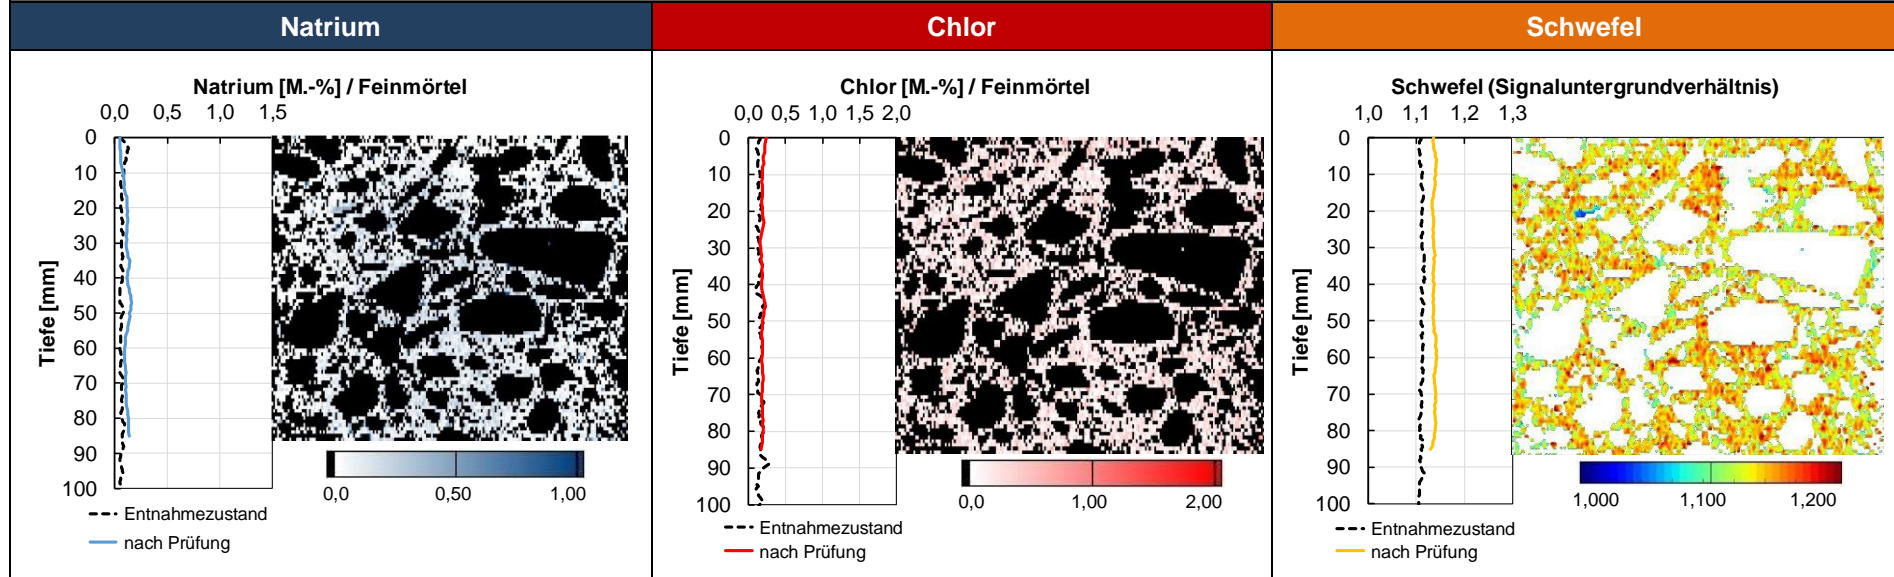 Natrium
Chlor
Schwefel
Natrium [M.-%] / Feinmörtel
0,0 0,5 1,0 1,5
Tiefe [mm]
0
10
20
30
40
50
60
70
80
90
100
0,0 0,50 1,00
Entnahmezustand
nach Prüfung
Chlor [M.-%] / Feinmörtel
0,0 0,5 1,0 1,5 2,0
Tiefe [mm]
0
10
20
30
40
50
60
70
80
90
100
0,0 1,00 2,00
Entnahmezustand
nach Prüfung
Schwefel (Signaluntergrundverhältnis)
1,0 1,1 1,2 1,3
Tiefe [mm]
0
10
20
30
40
50
60
70
80
90
100
1,000 1,100 1,200
Entnahmezustand
nach Prüfung